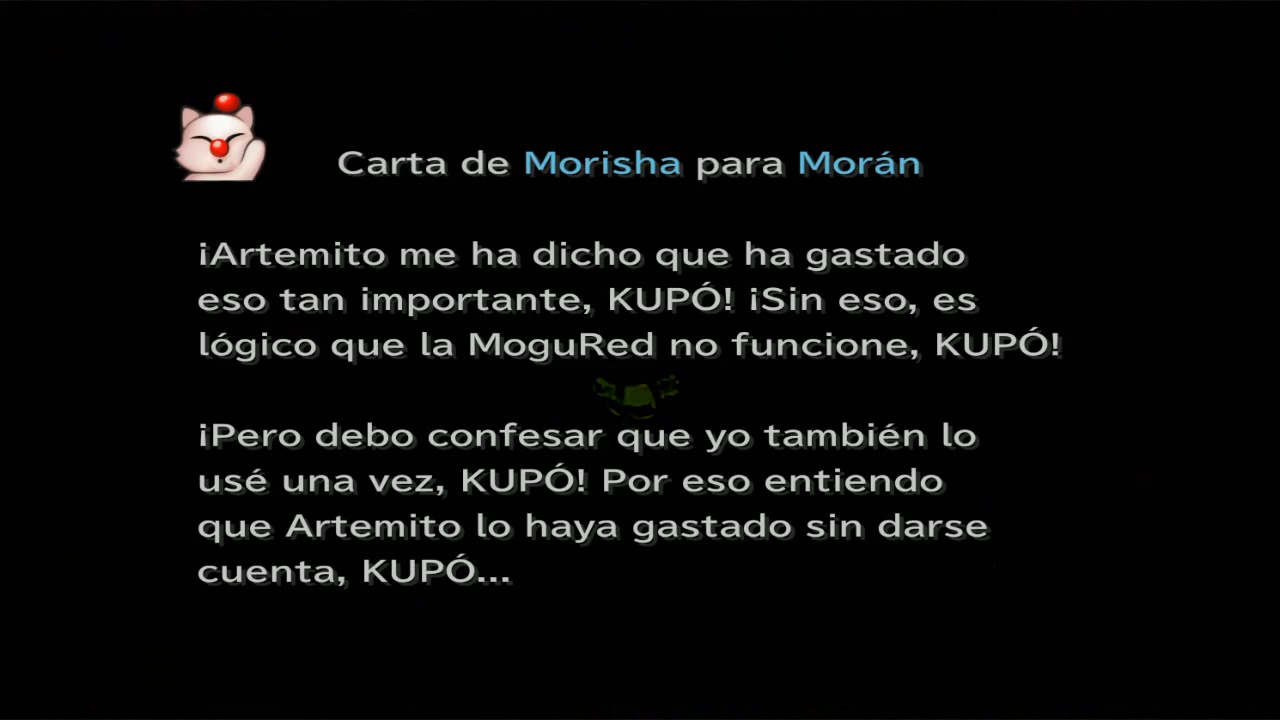 Carta de Morisha para Morán
¡Artemito me ha dicho que ha gastado
eso tan importante, KUPÓ! ¡Sin eso, es
lógico que la MoguRed no funcione, KUPÓ!
¡Pero debo confesar que yo también lo
usé una vez, KUPÓ! Por eso entiendo
que Artemito lo haya gastado sin darse
cuenta, KUPÓ...